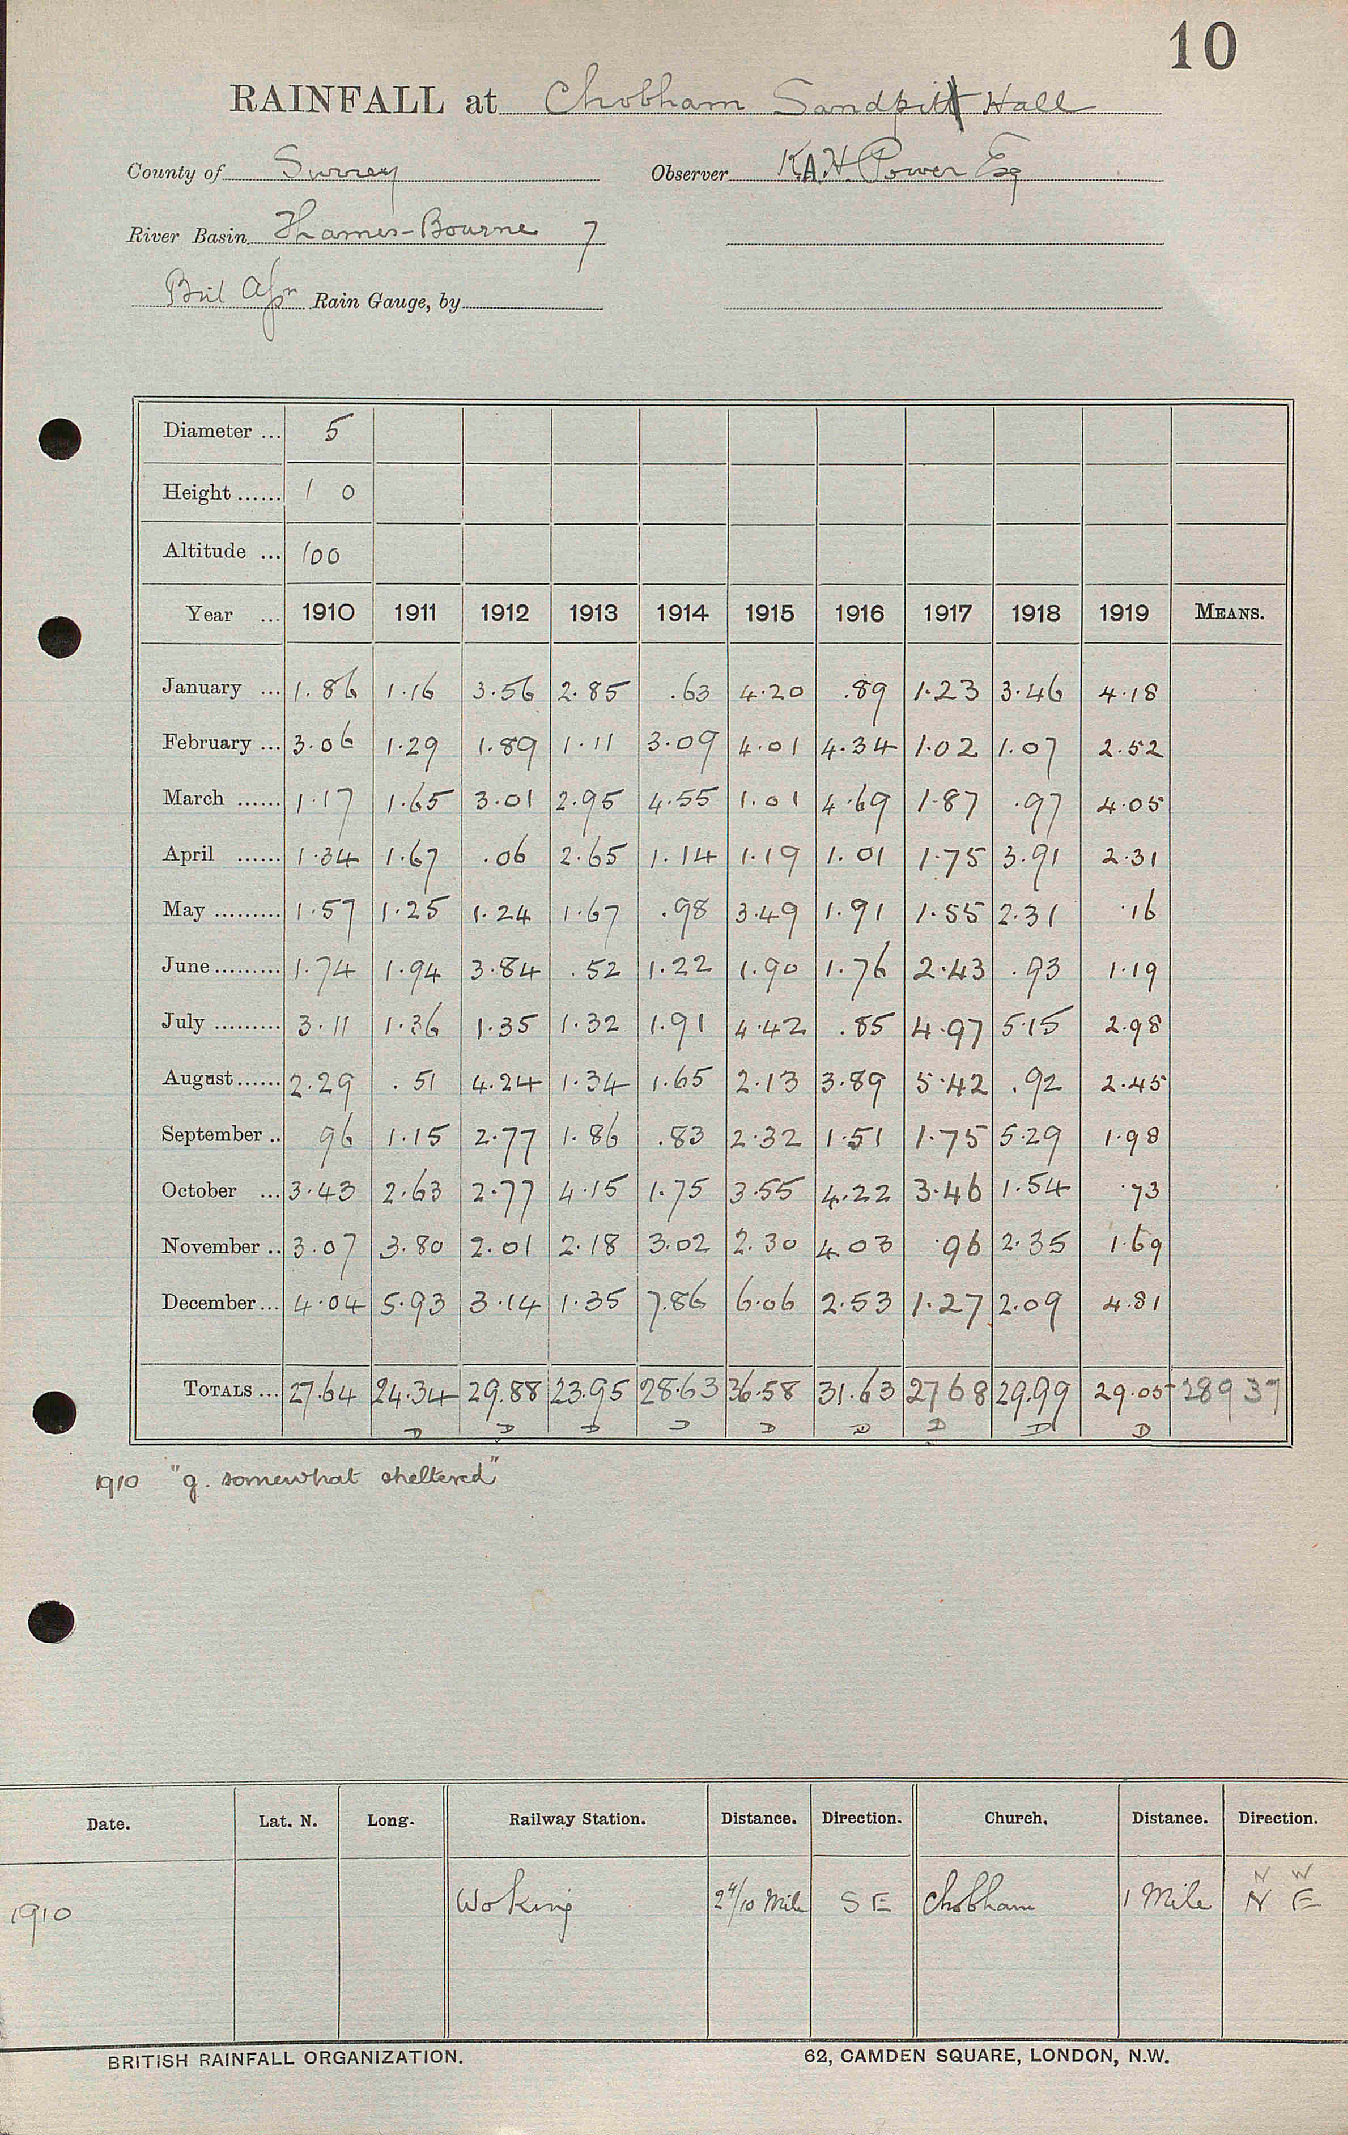 10
RAINFALL at Chobham Sandpit Hall
County of Surrey Observer K.A.H. Power Esq
River Basin Thames-Bourne 7
Rain Gauge, by
Diameter ... 5
Height ...... 1 0
Altitude ... 100
Year ... 1910 1911 1912 1913 1914 1915 1916 1917 1918 1919 MEANS.
January ... 1.86 1.16 3.56 2.85 .63 4.20 .89 1.23 3.46 4.18
February ... 3.06 1.29 1.89 1.11 3.09 4.01 4.34 1.02 1.07 2.52
March ...... 1.17 1.65 3.01 2.95 4.55 1.01 4.69 1.87 .97 4.05
April ...... 1.34 1.67 .06 2.65 1.14 1.19 1.01 1.75 3.91 2.31
May ......... 1.57 1.25 1.24 1.67 .98 3.49 1.91 1.55 2.31 .16
June ......... 1.74 1.94 3.84 .52 1.22 1.90 1.76 2.43 .93 1.19
July ......... 3.11 1.36 1.35 1.32 1.91 4.42 .85 4.97 5.15 2.98
August ...... 2.29 .51 4.24 1.34 1.65 2.13 3.89 5.42 .92 2.45
September .. 96 1.15 2.77 1.86 .83 2.32 1.51 1.75 5.29 1.98
October ... 3.43 2.63 2.77 4.15 1.75 3.55 4.22 3.46 1.54 .73
November .. 3.07 3.80 2.01 2.18 3.02 2.30 4.03 .96 2.35 1.69
December ... 4.04 5.93 3.14 1.35 7.86 6.06 2.53 1.27 2.09 4.81
TOTALS ... 27.64 24.34 29.88 23.95 28.63 36.58 31.63 27 68 29.99 29.05 289 37
D D D D D D D D D
1910 "g. somewhat sheltered"
Date. Lat. N. Long. Railway Station. Distance. Direction. Church. Distance. Direction.
N W
1910 Woking 2 4/10 Mile S E Chobham 1 Mile N E
BRITISH RAINFALL ORGANIZATION. 62, CAMDEN SQUARE, LONDON, N.W.